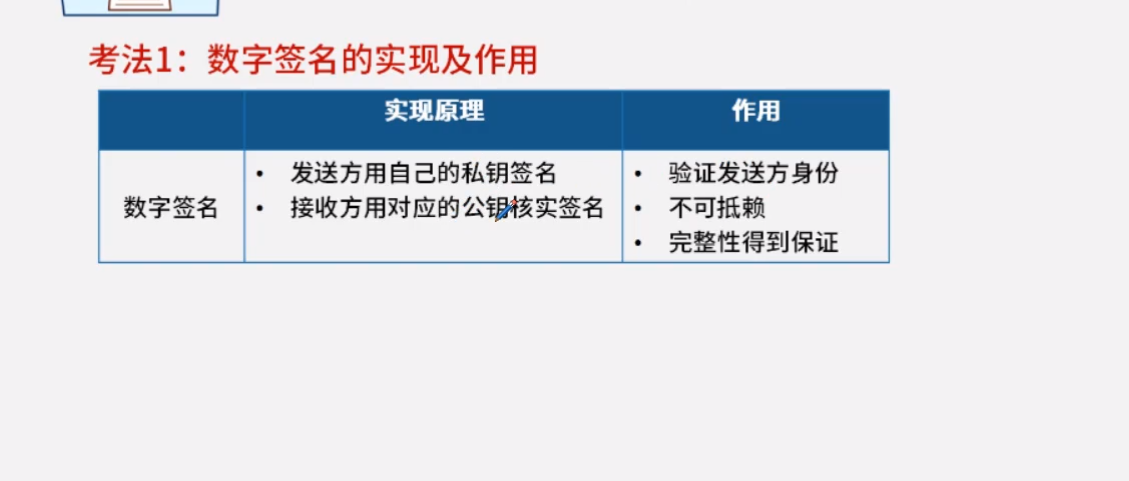 考法1：数字签名的实现及作用
实现原理
作用
数字签名
• 发送方用自己的私钥签名
• 接收方用对应的公钥核实签名
• 验证发送方身份
• 不可抵赖
• 完整性得到保证